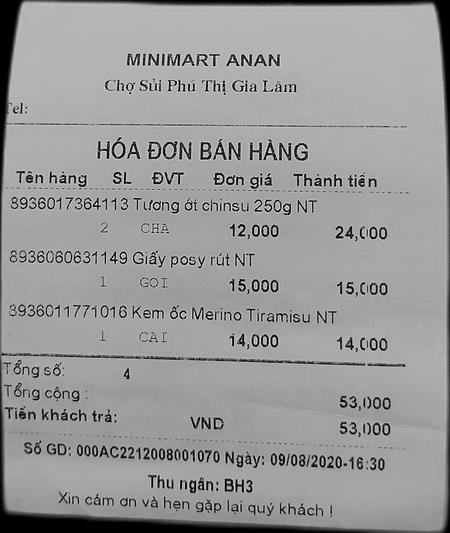 MINIMART ANAN
Chợ Sủi Phú Thị Gia Lâm
Tel:
HÓA ĐƠN BÁN HÀNG
Tên hàng SL ĐVT Đơn giá Thành tiền
8936017364113 Tương ớt chinsu 250g NT
2 CHA 12,000 24,000
8936060631149 Giấy posy rút NT
1 GOI 15,000 15,000
8936011771016 Kem ốc Merino Tiramisu NT
1 CAI 14,000 14,000
Tổng số: 4
Tổng cộng : 53,000
Tiền khách trả: VND 53,000
Số GD: 000AC2212008001070 Ngày: 09/08/2020-16:30
Thu ngân: BH3
Xin cám ơn và hẹn gặp lại quý khách !